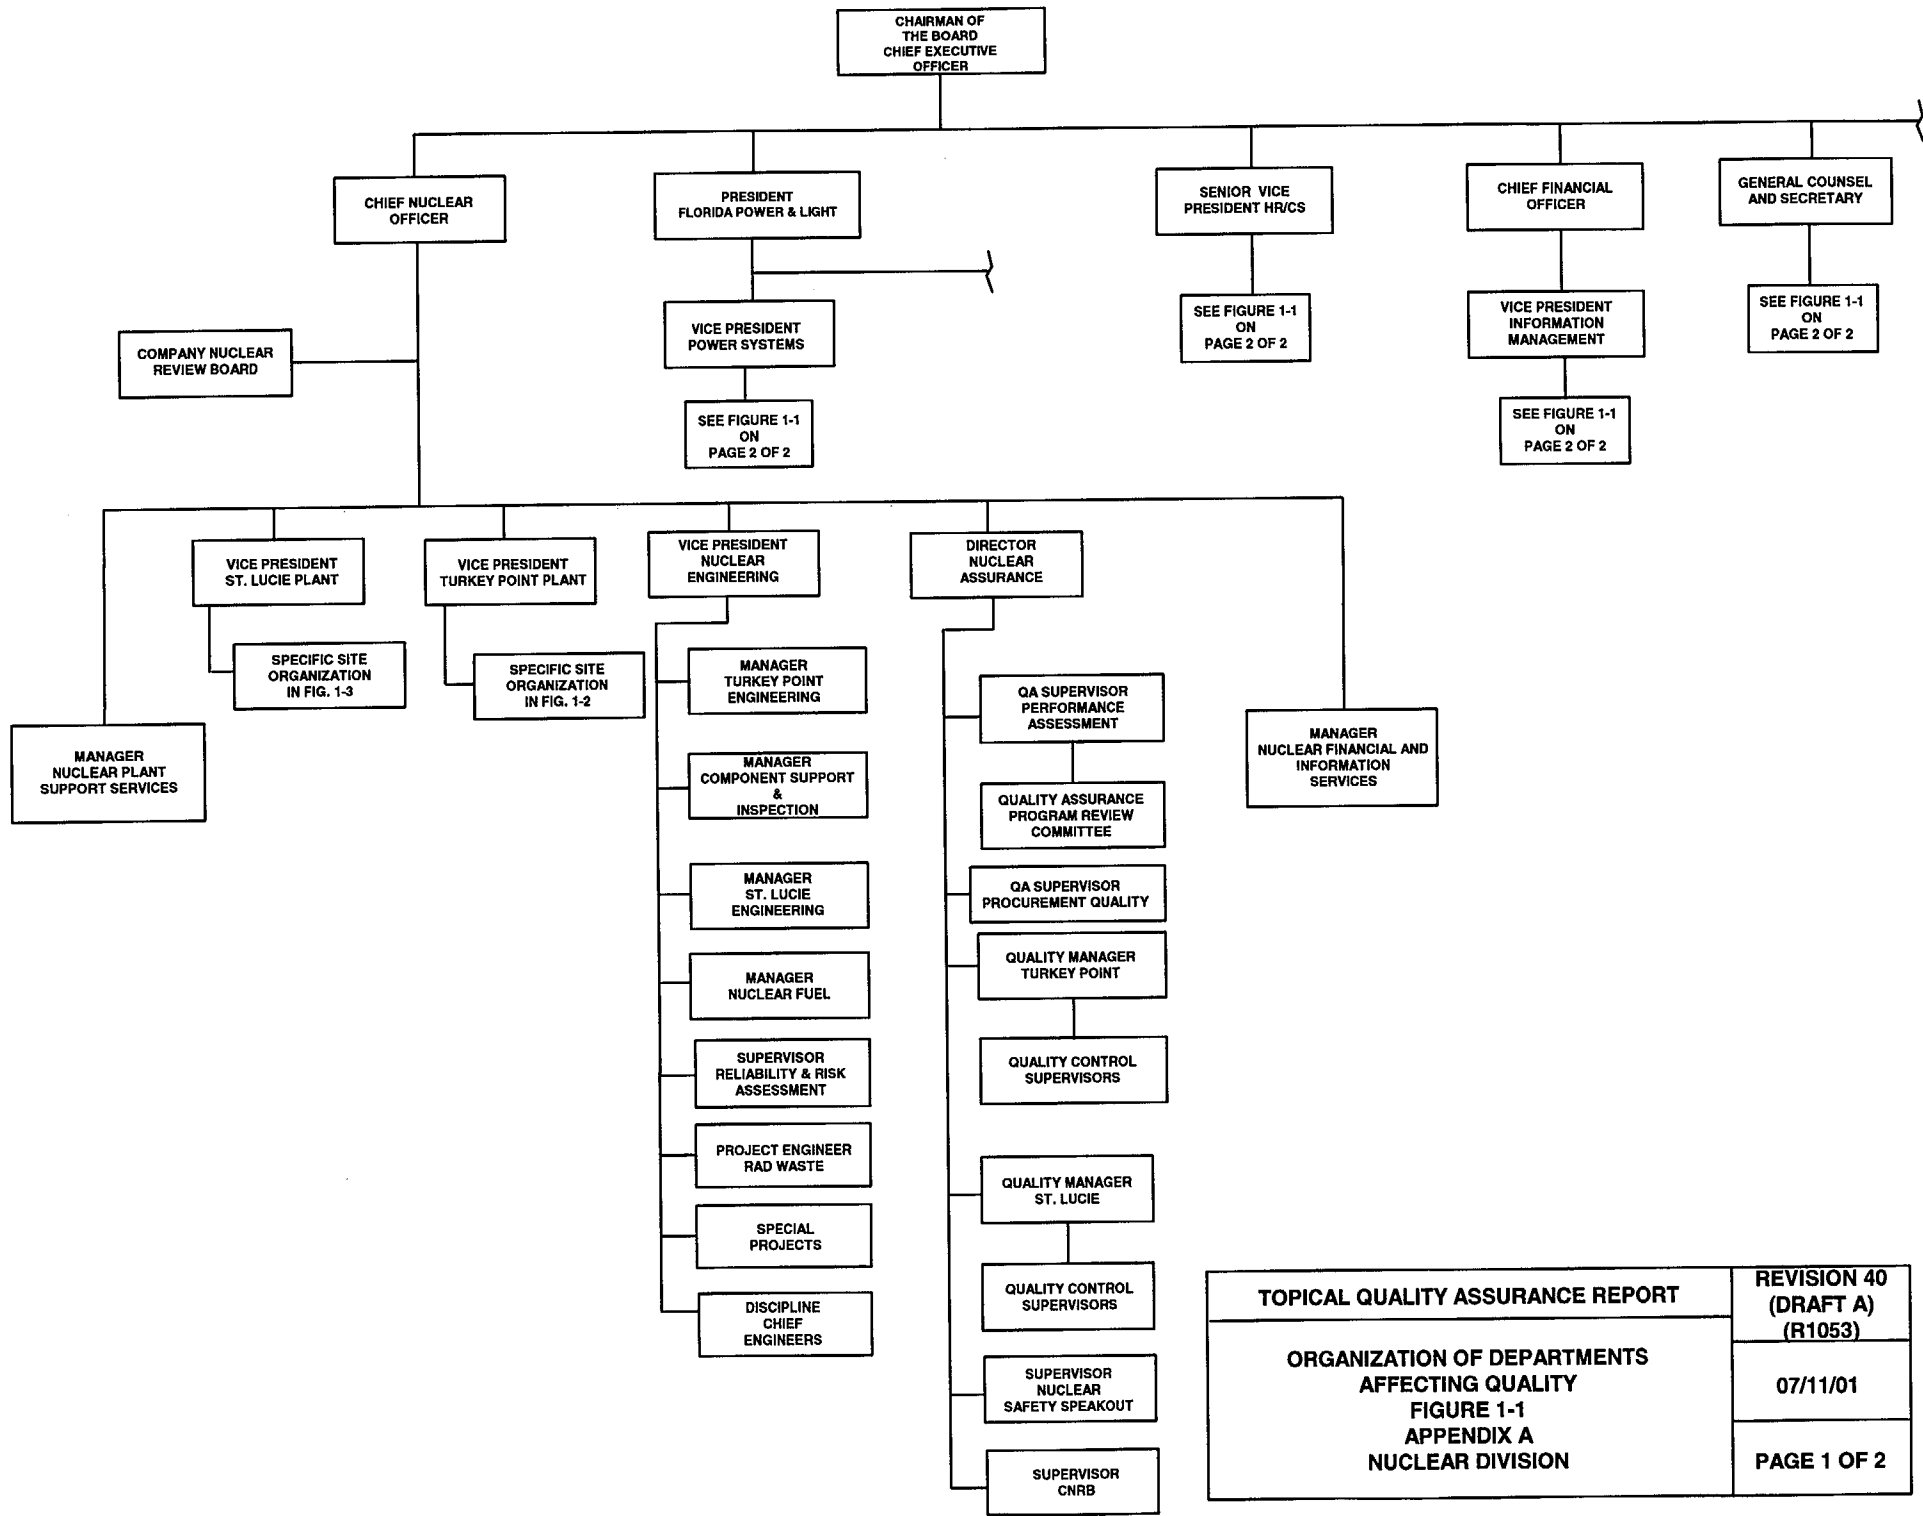 CHAIRMAN OF
THE BOARD
CHIEF EXECUTIVE
OFFICER
CHIEF NUCLEAR
OFFICER
PRESIDENT
FLORIDA POWER & LIGHT
SENIOR VICE
PRESIDENT HR/CS
CHIEF FINANCIAL
OFFICER
GENERAL COUNSEL
AND SECRETARY
COMPANY NUCLEAR
REVIEW BOARD
VICE PRESIDENT
POWER SYSTEMS
SEE FIGURE 1-1
ON
PAGE 2 OF 2
SEE FIGURE 1-1
ON
PAGE 2 OF 2
VICE PRESIDENT
INFORMATION
MANAGEMENT
SEE FIGURE 1-1
ON
PAGE 2 OF 2
SEE FIGURE 1-1
ON
PAGE 2 OF 2
VICE PRESIDENT
ST. LUCIE PLANT
VICE PRESIDENT
TURKEY POINT PLANT
VICE PRESIDENT
NUCLEAR
ENGINEERING
DIRECTOR
NUCLEAR
ASSURANCE
SPECIFIC SITE
ORGANIZATION
IN FIG. 1-3
SPECIFIC SITE
ORGANIZATION
IN FIG. 1-2
MANAGER
NUCLEAR PLANT
SUPPORT SERVICES
MANAGER
TURKEY POINT
ENGINEERING
MANAGER
COMPONENT SUPPORT
&
INSPECTION
MANAGER
ST. LUCIE
ENGINEERING
MANAGER
NUCLEAR FUEL
SUPERVISOR
RELIABILITY & RISK
ASSESSMENT
PROJECT ENGINEER
RAD WASTE
SPECIAL
PROJECTS
DISCIPLINE
CHIEF
ENGINEERS
QA SUPERVISOR
PERFORMANCE
ASSESSMENT
QUALITY ASSURANCE
PROGRAM REVIEW
COMMITTEE
QA SUPERVISOR
PROCUREMENT QUALITY
QUALITY MANAGER
TURKEY POINT
QUALITY CONTROL
SUPERVISORS
QUALITY MANAGER
ST. LUCIE
QUALITY CONTROL
SUPERVISORS
SUPERVISOR
NUCLEAR
SAFETY SPEAKOUT
SUPERVISOR
CNRB
MANAGER
NUCLEAR FINANCIAL AND
INFORMATION
SERVICES
TOPICAL QUALITY ASSURANCE REPORT
REVISION 40
(DRAFT A)
(R1053)
ORGANIZATION OF DEPARTMENTS
AFFECTING QUALITY
FIGURE 1-1
APPENDIX A
NUCLEAR DIVISION
07/11/01
PAGE 1 OF 2